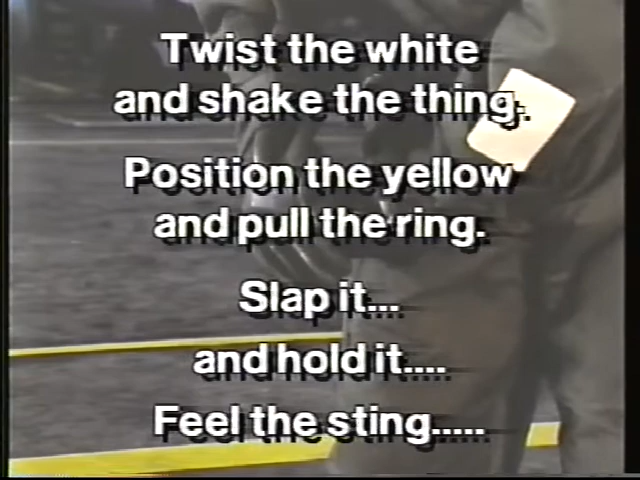 Twist the white
and shake the thing.
Position the yellow
and pull the ring.
Slap it...
and hold it....
Feel the sting.....